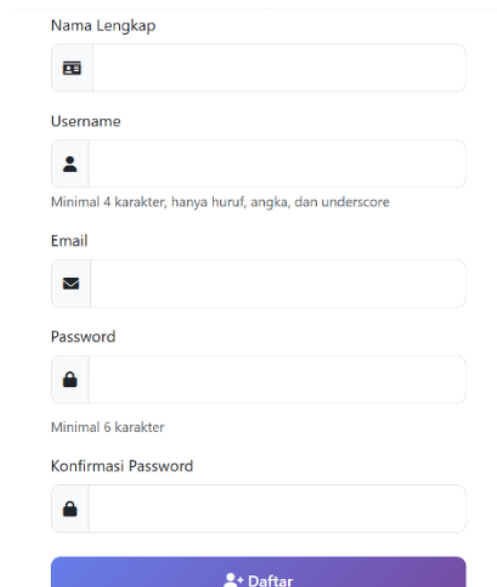 Nama Lengkap
Username
Minimal 4 karakter, hanya huruf, angka, dan underscore
Email
Password
Minimal 6 karakter
Konfirmasi Password
Daftar